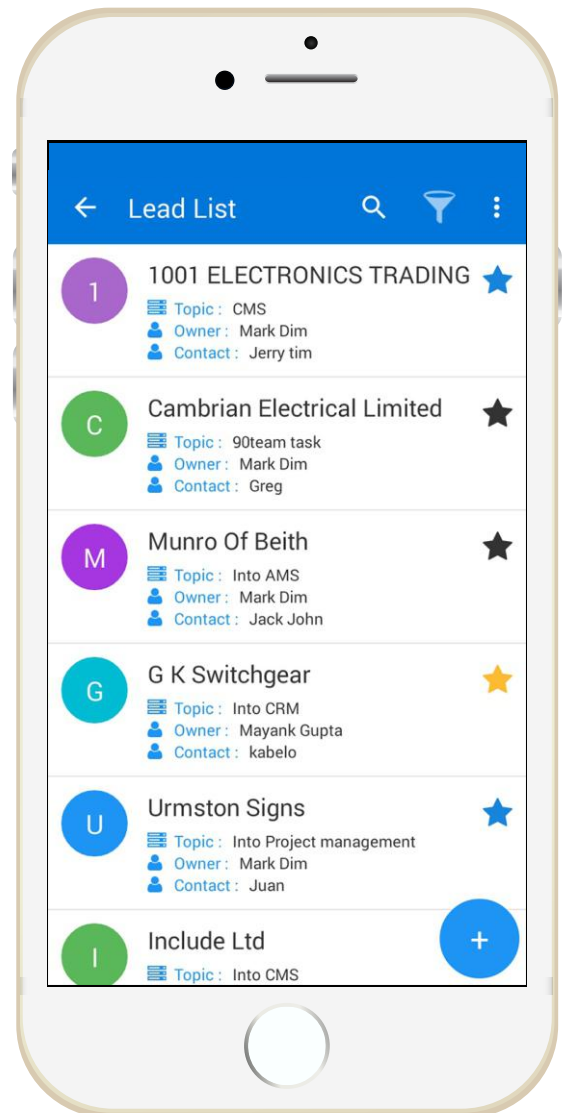 Lead List
1
1001 ELECTRONICS TRADING
Topic : CMS
Owner : Mark Dim
Contact : Jerry tim
C
Cambrian Electrical Limited
Topic : 90team task
Owner : Mark Dim
Contact : Greg
M
Munro Of Beith
Topic : Into AMS
Owner : Mark Dim
Contact : Jack John
G
G K Switchgear
Topic : Into CRM
Owner : Mayank Gupta
Contact : kabelo
U
Urmston Signs
Topic : Into Project management
Owner : Mark Dim
Contact : Juan
I
Include Ltd
Topic : Into CMS
+